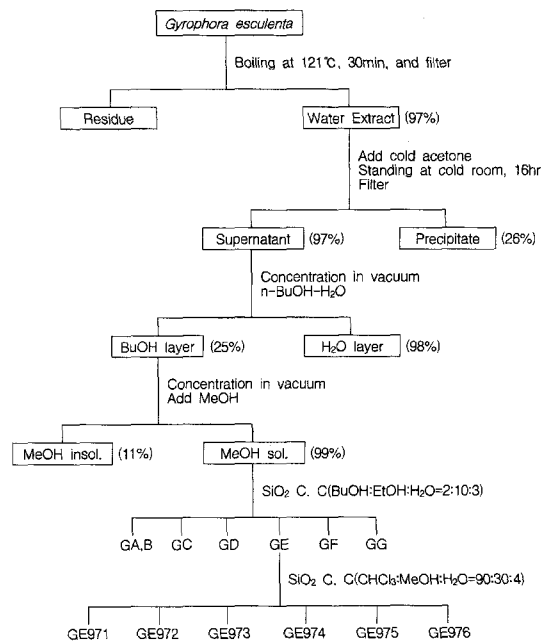 Gyrophora esculenta
Boiling at 121℃, 30min, and filter
Residue
Water Extract (97%)
Add cold acetone
Standing at cold room, 16hr
Filter
Supernatant (97%)
Precipitate (26%)
Concentration in vacuum
n-BuOH-H₂O
BuOH layer (25%)
H₂O layer (98%)
Concentration in vacuum
Add MeOH
MeOH insol. (11%)
MeOH sol. (99%)
SiO₂ C. C(BuOH:EtOH:H₂O=2:10:3)
GA,B GC GD GE GF GG
SiO₂ C. C(CHCl₃:MeOH:H₂O=90:30:4)
GE971 GE972 GE973 GE974 GE975 GE976